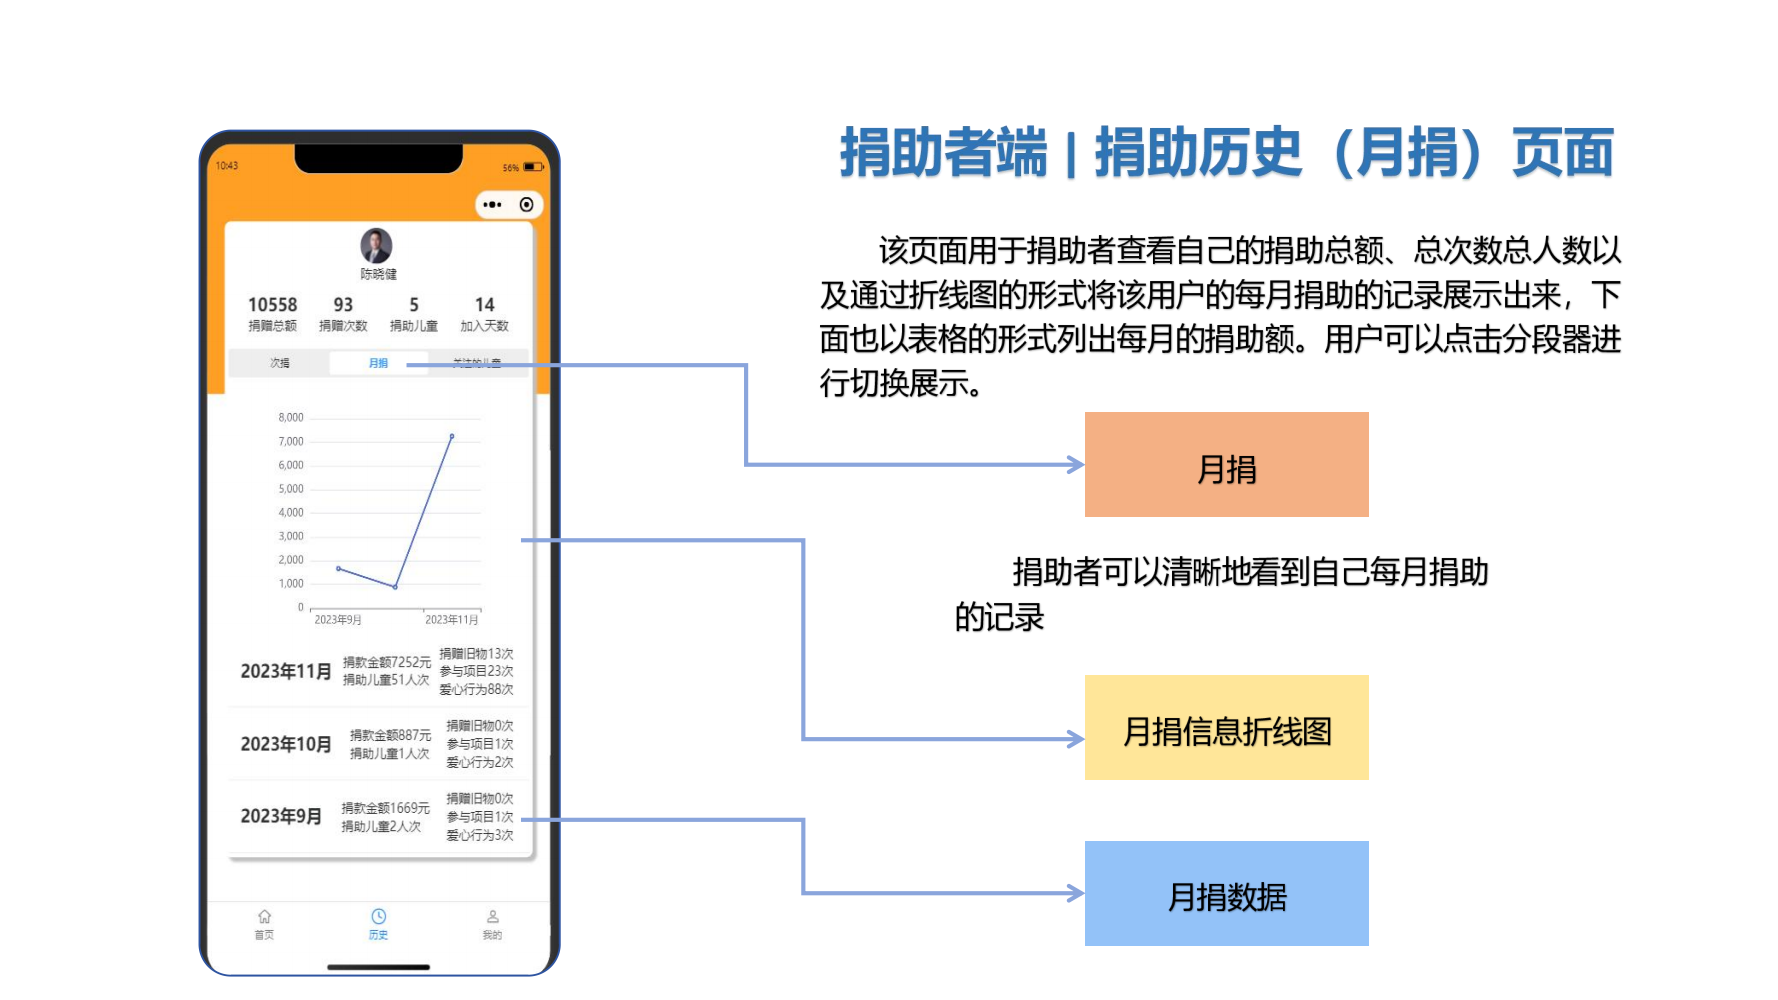 捐助者端 | 捐助历史（月捐）页面
该页面用于捐助者查看自己的捐助总额、总次数总人数以
及通过折线图的形式将该用户的每月捐助的记录展示出来，下
面也以表格的形式列出每月的捐助额。用户可以点击分段器进
行切换展示。
月捐
捐助者可以清晰地看到自己每月捐助
的记录
月捐信息折线图
月捐数据
10:43
56%
陈晓健
10558 93 5 14
捐赠总额 捐赠次数 捐助儿童 加入天数
次捐 月捐 关注的儿童
8,000
7,000
6,000
5,000
4,000
3,000
2,000
1,000
0
2023年9月 2023年11月
2023年11月
捐款金额7252元
捐助儿童51人次
捐赠旧物13次
参与项目23次
爱心行为88次
2023年10月
捐款金额887元
捐助儿童1人次
捐赠旧物0次
参与项目1次
爱心行为2次
2023年9月
捐款金额1669元
捐助儿童2人次
捐赠旧物0次
参与项目1次
爱心行为3次
首页 历史 我的